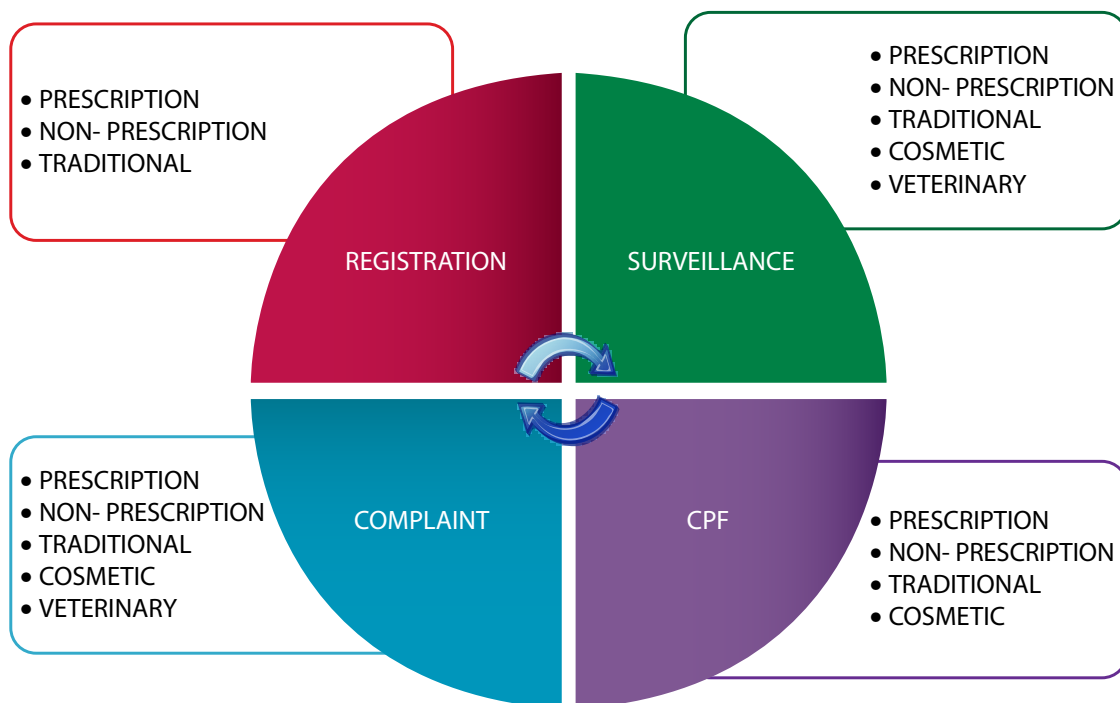 • PRESCRIPTION
• NON- PRESCRIPTION
• TRADITIONAL
REGISTRATION
• PRESCRIPTION
• NON- PRESCRIPTION
• TRADITIONAL
• COSMETIC
• VETERINARY
SURVEILLANCE
• PRESCRIPTION
• NON- PRESCRIPTION
• TRADITIONAL
• COSMETIC
• VETERINARY
COMPLAINT
CPF
• PRESCRIPTION
• NON- PRESCRIPTION
• TRADITIONAL
• COSMETIC